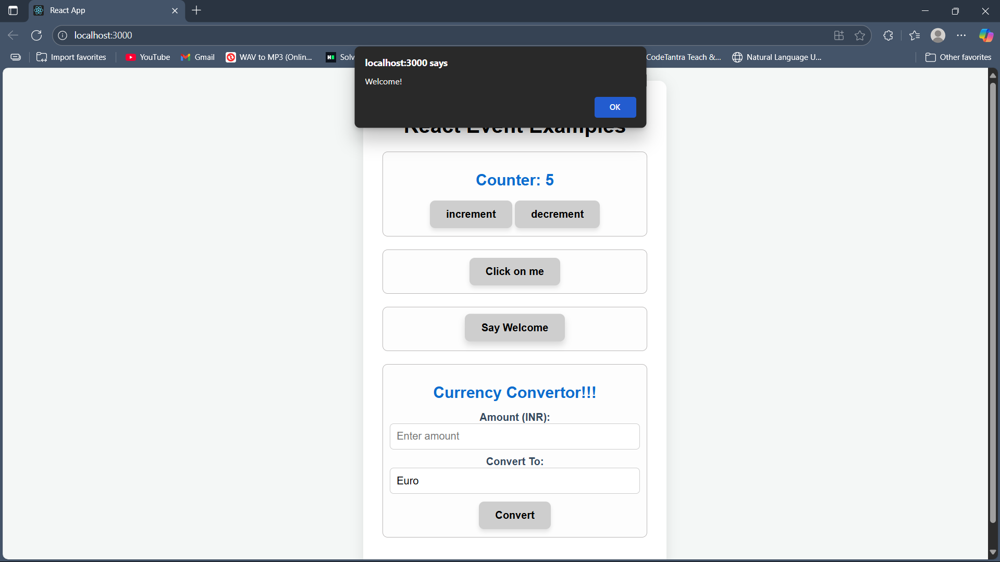 React App
localhost:3000
Import favorites
YouTube
Gmail
WAV to MP3 (Onlin...
Solv
CodeTantra Teach &...
Natural Language U...
Other favorites
localhost:3000 says
Welcome!
OK
React Event Examples
Counter: 5
increment
decrement
Click on me
Say Welcome
Currency Convertor!!!
Amount (INR):
Enter amount
Convert To:
Euro
Convert